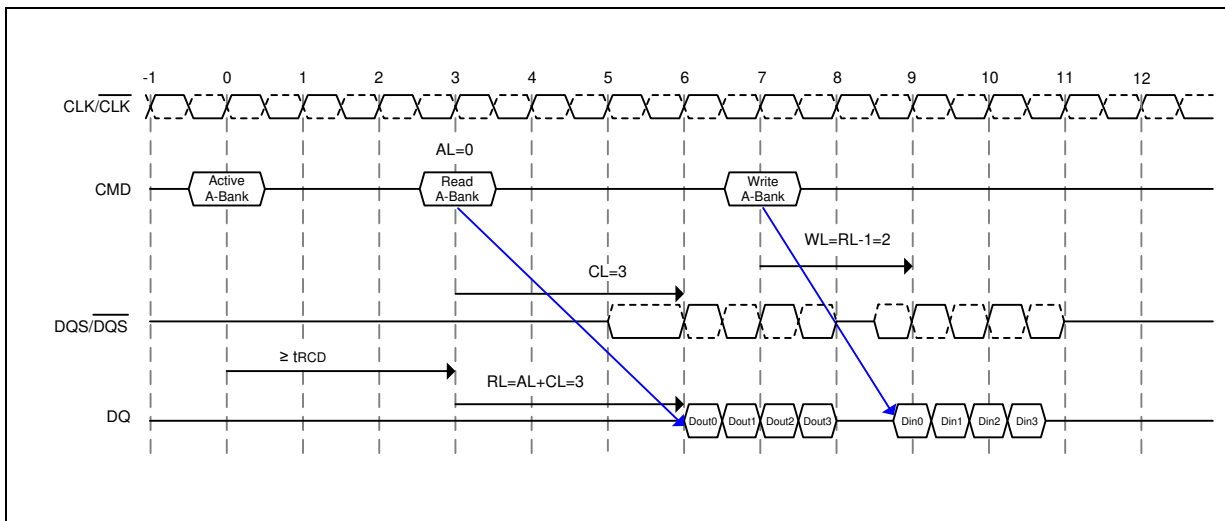 -1 0 1 2 3 4 5 6 7 8 9 10 11 12
CLK/CLK
AL=0
CMD
Active
A-Bank
Read
A-Bank
Write
A-Bank
WL=RL-1=2
CL=3
DQS/DQS
≥ tRCD
RL=AL+CL=3
DQ
Dout0 Dout1 Dout2 Dout3 Din0 Din1 Din2 Din3